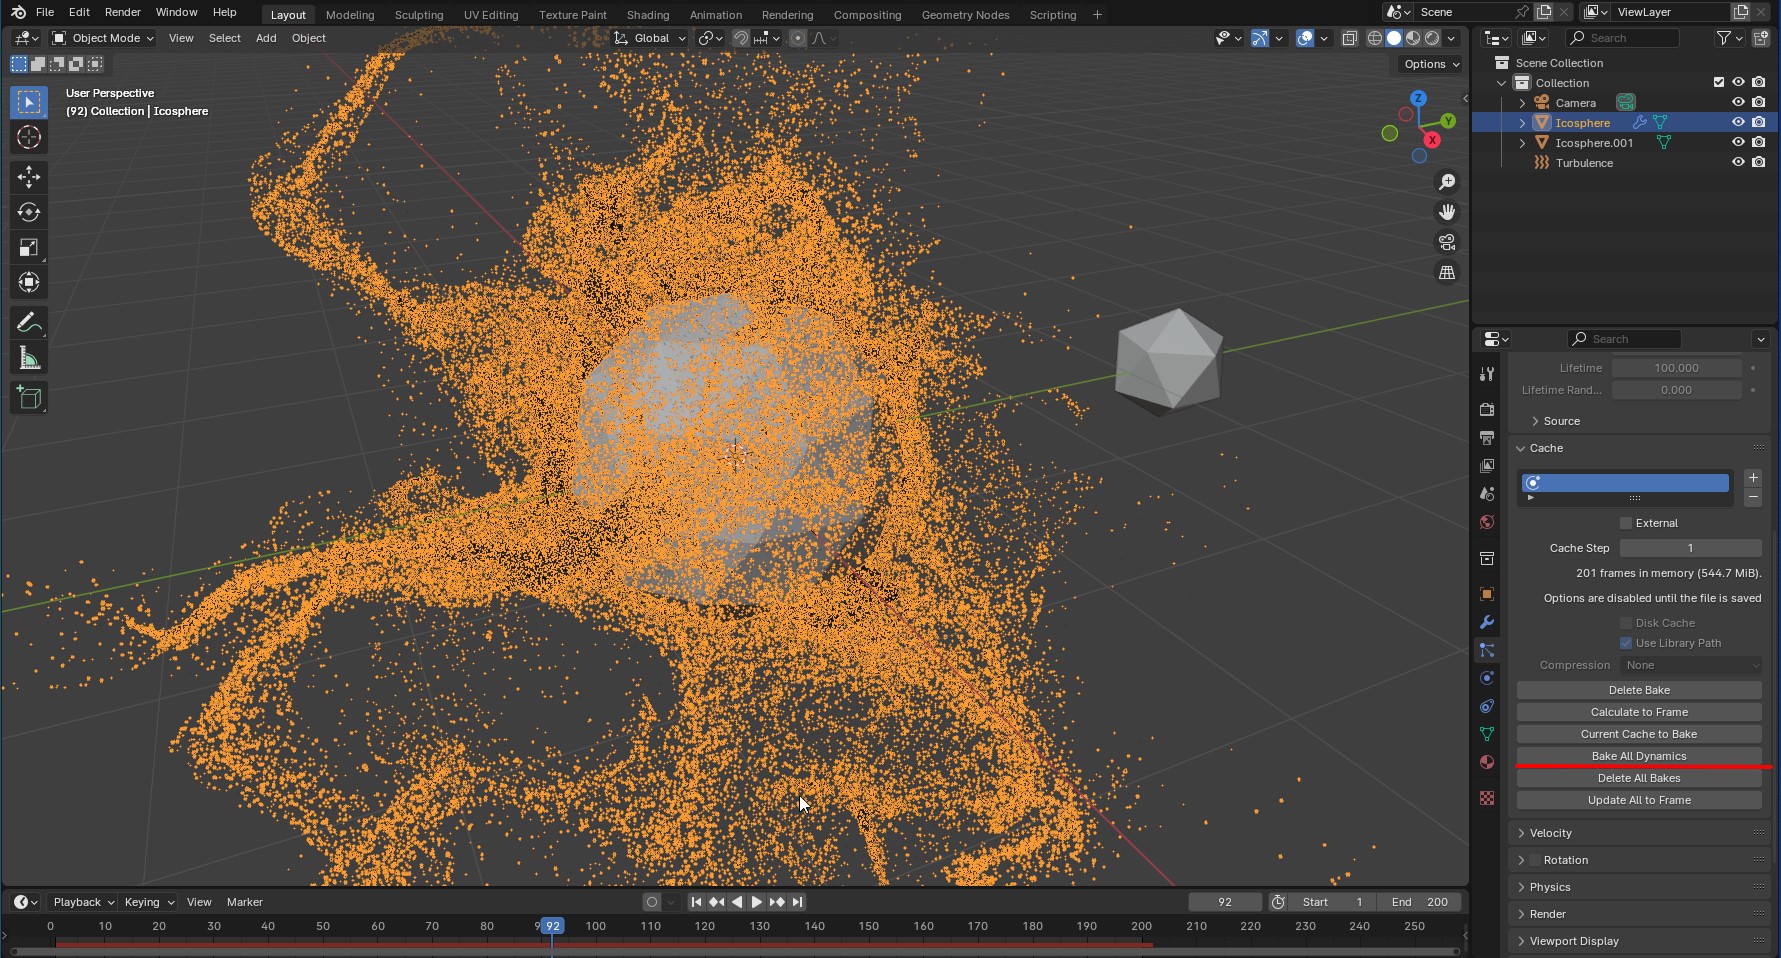 File Edit Render Window Help Layout Modeling Sculpting UV Editing Texture Paint Shading Animation Rendering Compositing Geometry Nodes Scripting + Scene ViewLayer
Object Mode View Select Add Object Global Search
Options
User Perspective
(92) Collection | Icosphere
Z
Y
X
Scene Collection
Collection
Camera
Icosphere
Icosphere.001
Turbulence
Search
Lifetime 100.000
Lifetime Rand... 0.000
Source
Cache
External
Cache Step 1
201 frames in memory (544.7 MiB).
Options are disabled until the file is saved
Disk Cache
Use Library Path
Compression None
Delete Bake
Calculate to Frame
Current Cache to Bake
Bake All Dynamics
Delete All Bakes
Update All to Frame
Velocity
Rotation
Physics
Render
Viewport Display
Playback Keying View Marker 92 Start 1 End 200
0 10 20 30 40 50 60 70 80 92 100 110 120 130 140 150 160 170 180 190 200 210 220 230 240 250